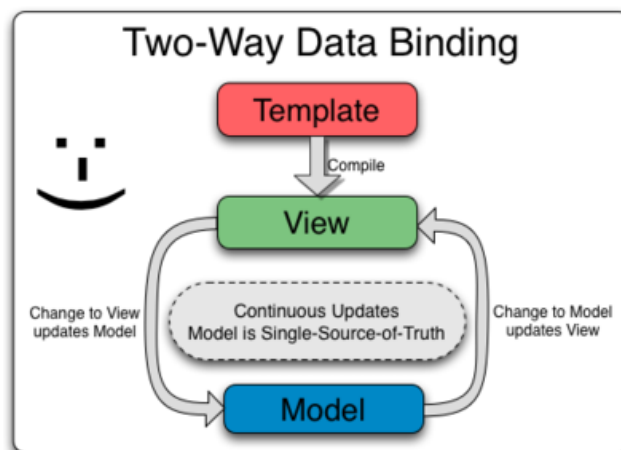 Two-Way Data Binding
Template
Compile
View
Change to View
updates Model
Continuous Updates
Model is Single-Source-of-Truth
Change to Model
updates View
Model